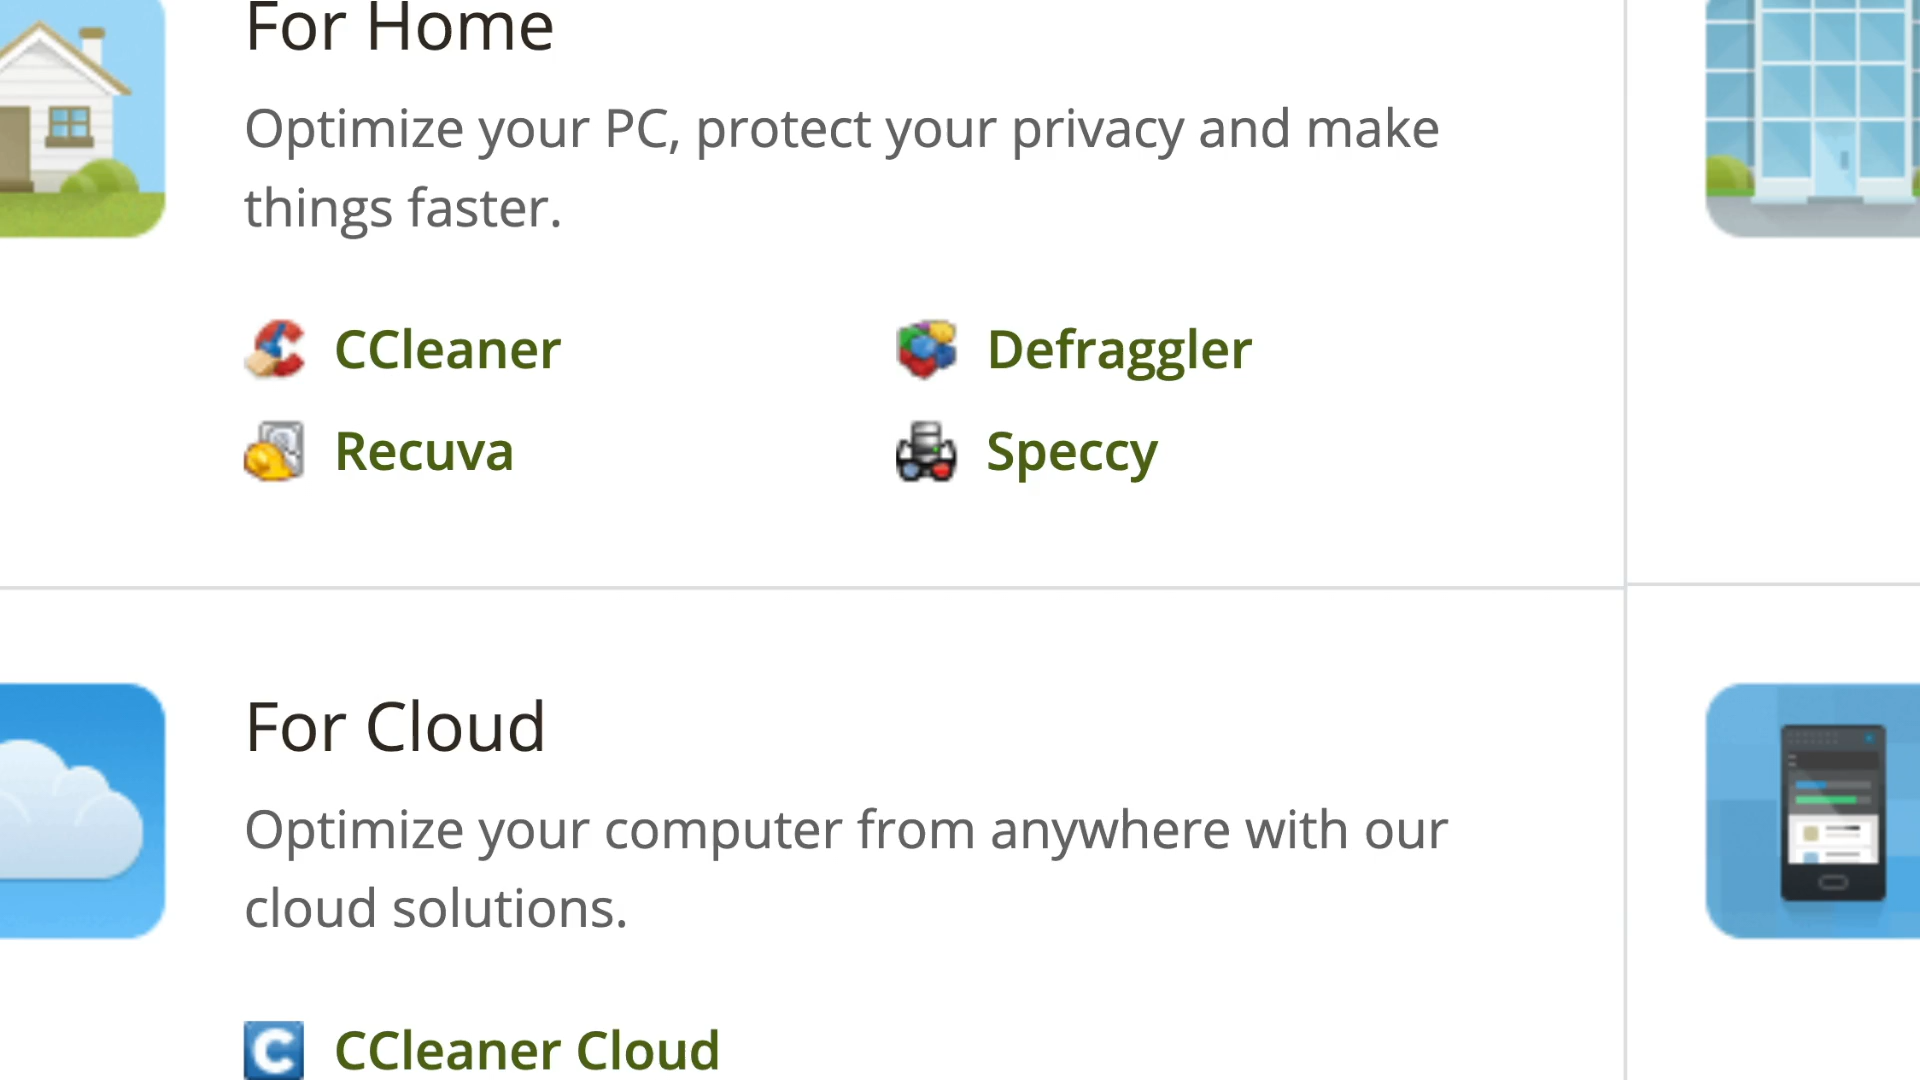 For Home
Optimize your PC, protect your privacy and make
things faster.
CCleaner
Defraggler
Recuva
Speccy
For Cloud
Optimize your computer from anywhere with our
cloud solutions.
CCleaner Cloud